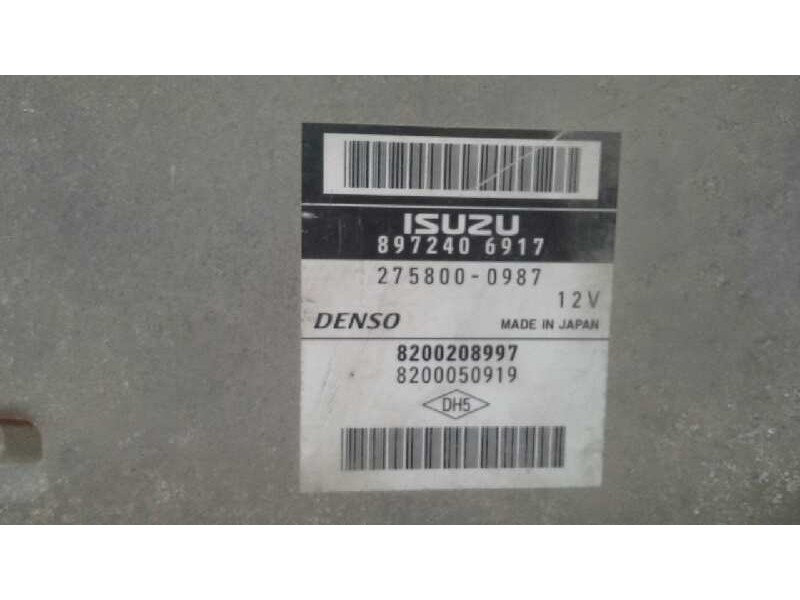 ISUZU
897240 6917
275800-0987
12V
DENSO MADE IN JAPAN
8200208997
8200050919
DH5